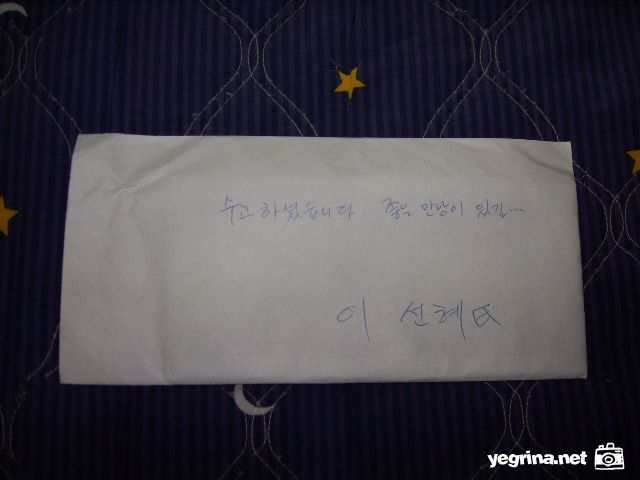 수고하셨습니다. 좋은 만남이 있길...
이 선혜
yegrina.net